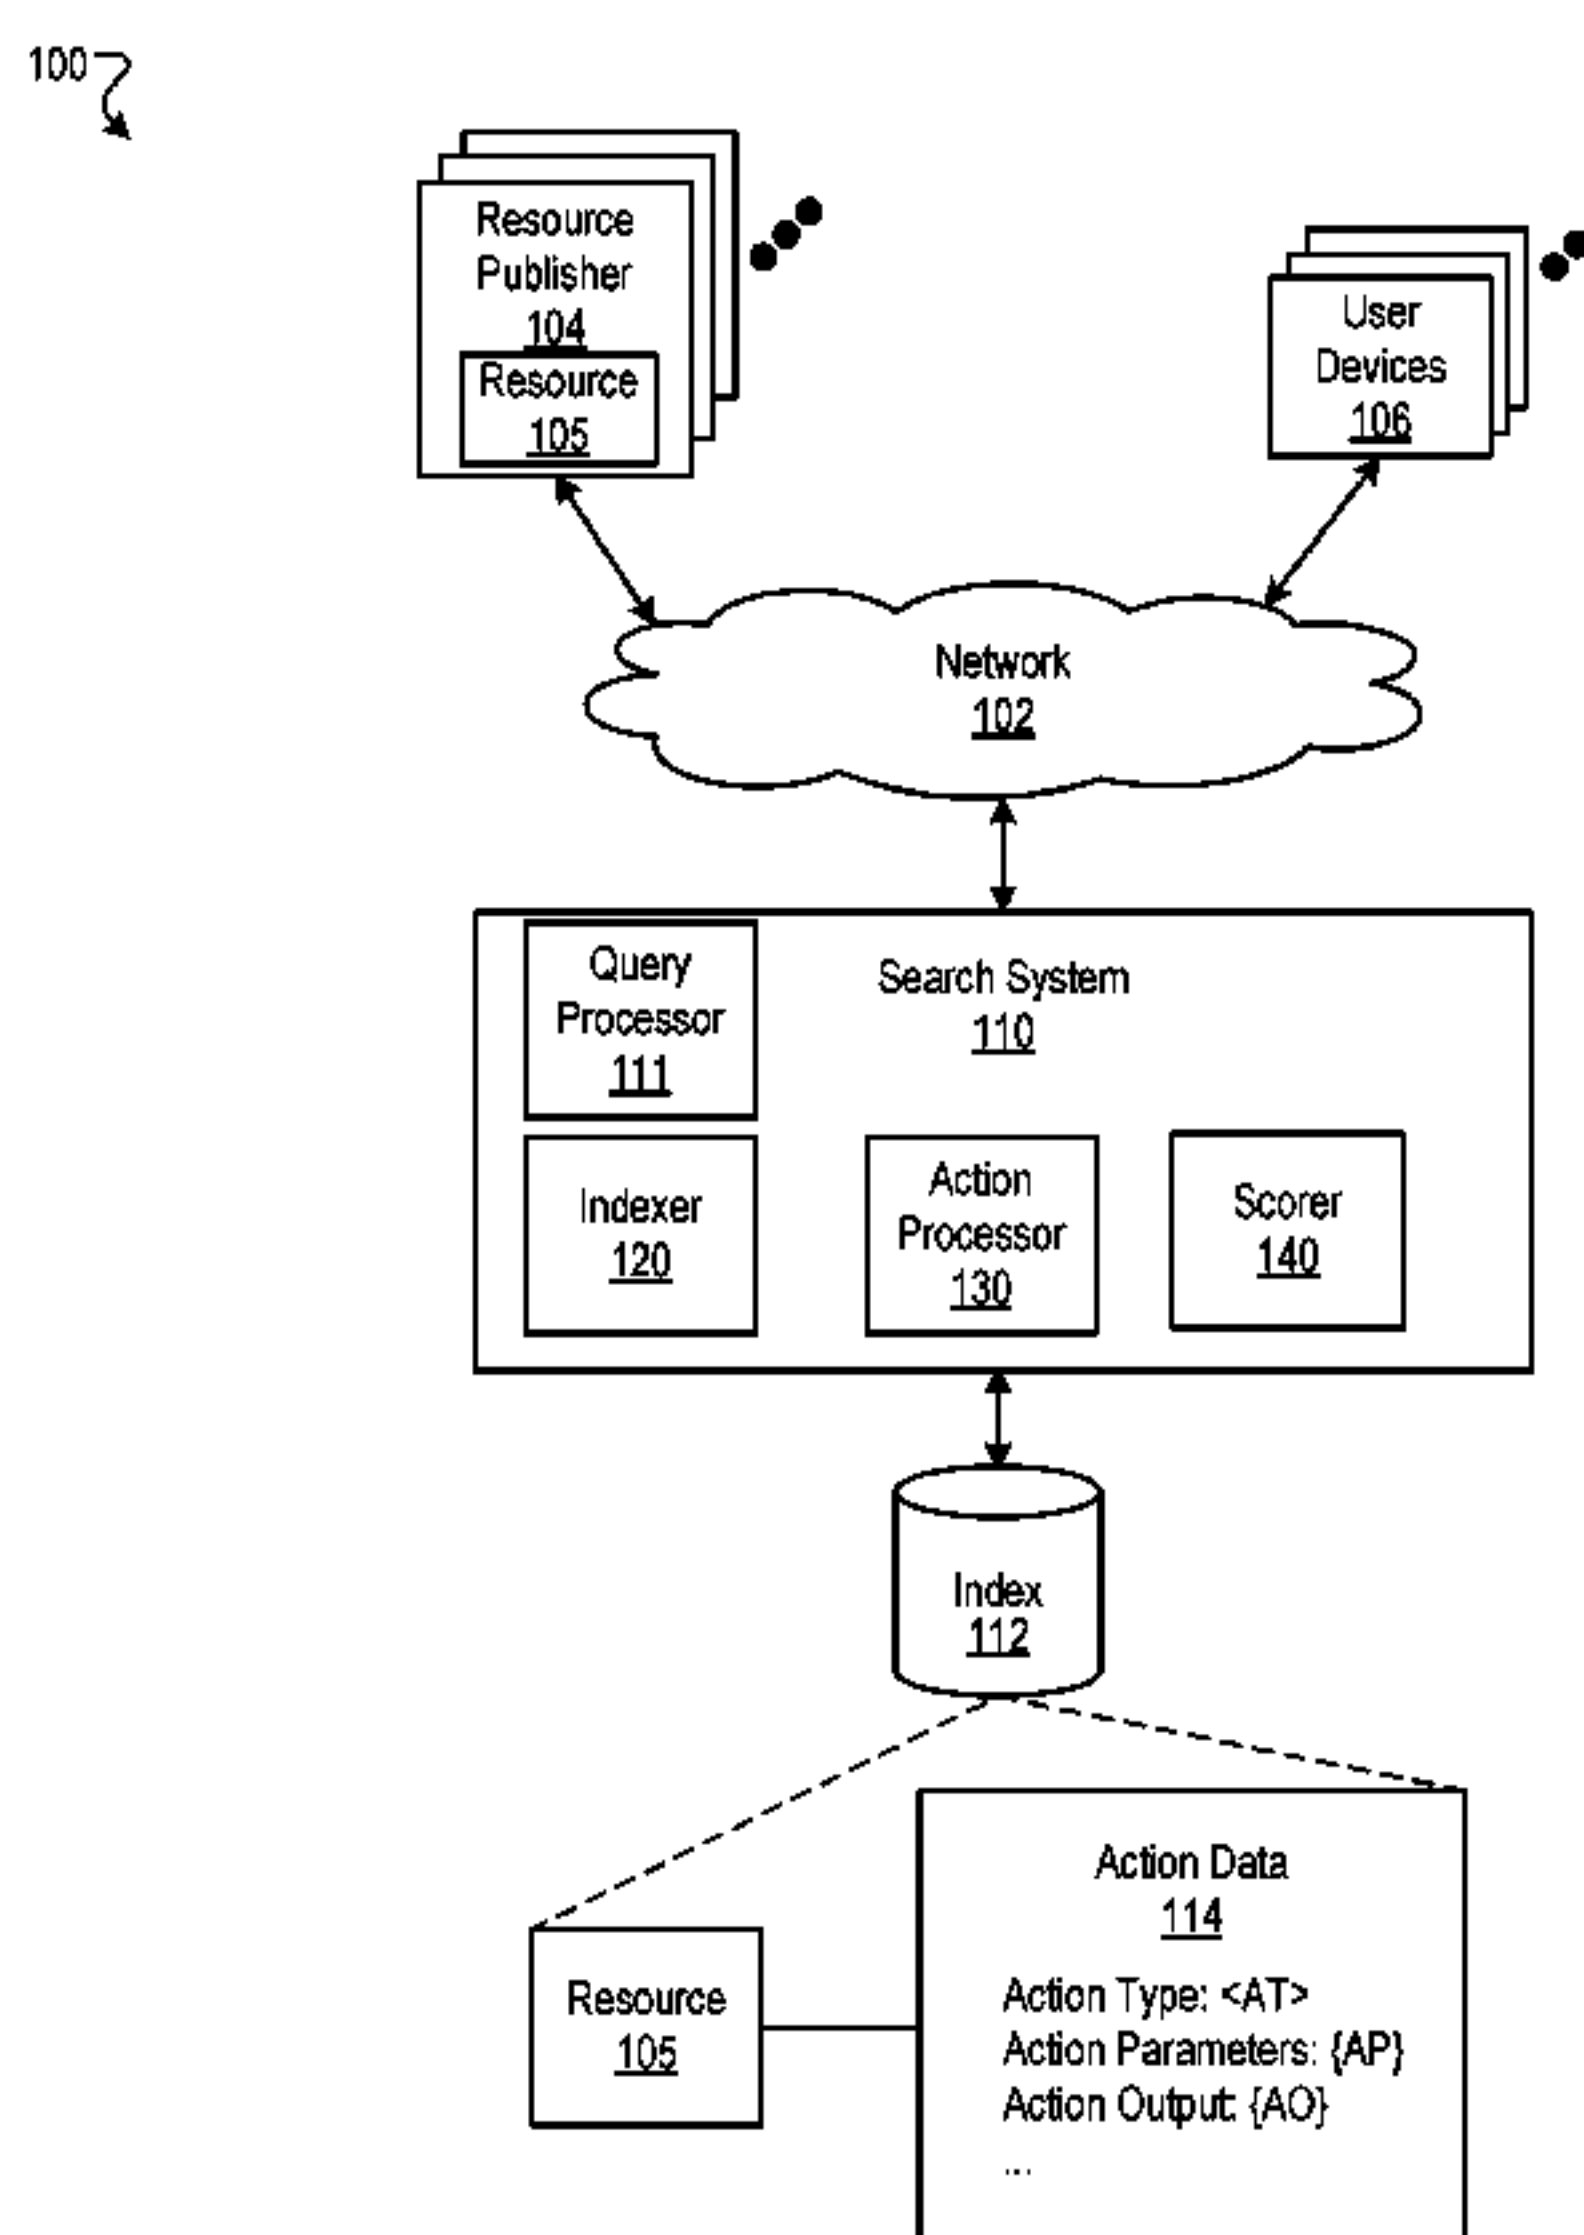 100
Resource
Publisher
104
Resource
105
User
Devices
106
Network
102
Query
Processor
111
Search System
110
Indexer
120
Action
Processor
130
Scorer
140
Index
112
Action Data
114
Action Type: <AT>
Action Parameters: {AP}
Action Output: {AO}
...
Resource
105